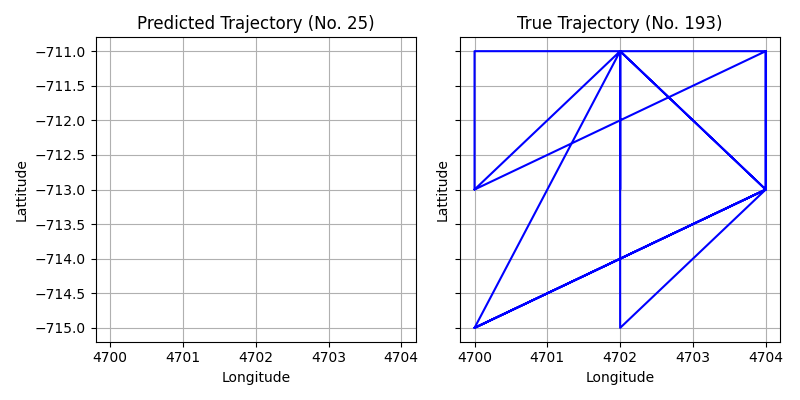 Predicted Trajectory (No. 25)
True Trajectory (No. 193)
Lattitude
−711.0
−711.5
−712.0
−712.5
−713.0
−713.5
−714.0
−714.5
−715.0
4700 4701 4702 4703 4704
Longitude
Lattitude
4700 4701 4702 4703 4704
Longitude